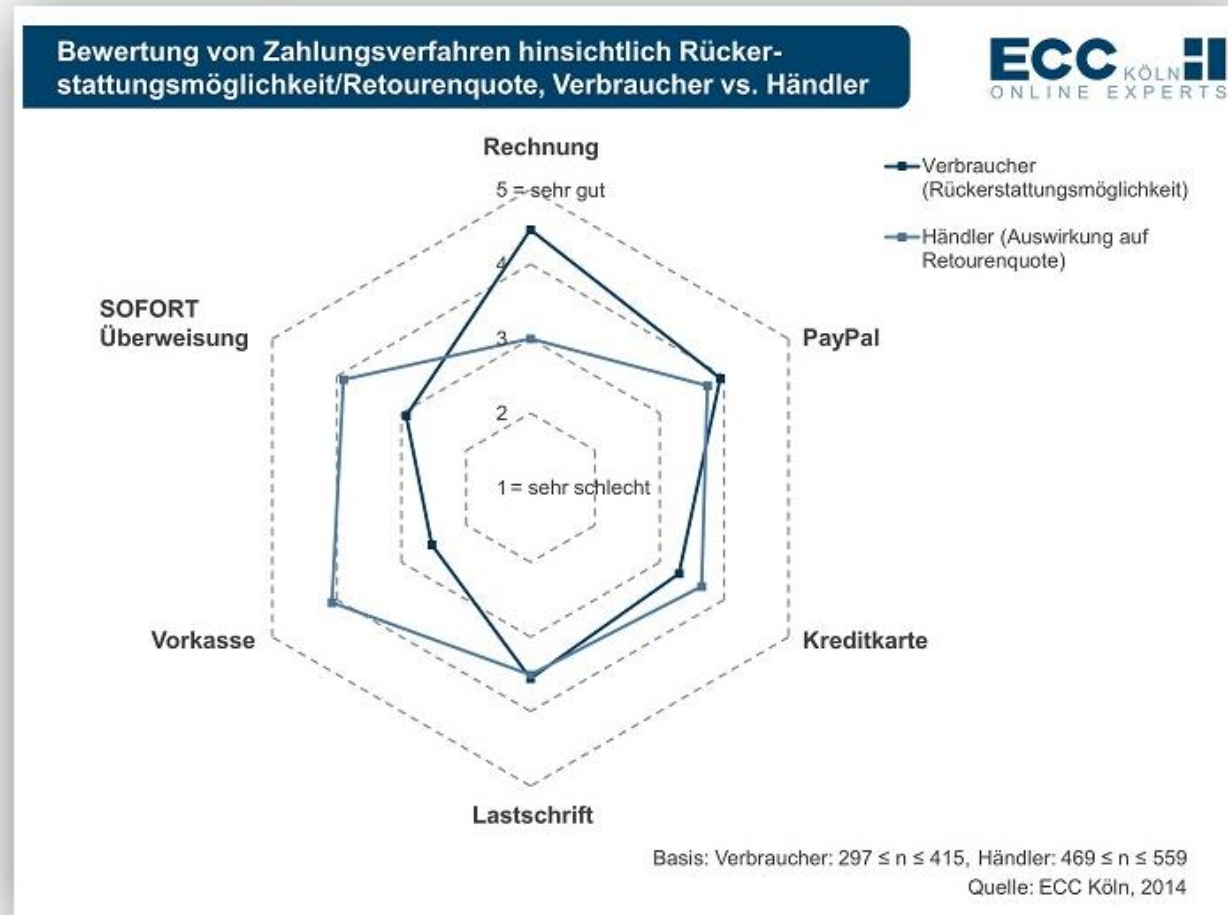 Bewertung von Zahlungsverfahren hinsichtlich Rücker-
stattungsmöglichkeit/Retourenquote, Verbraucher vs. Händler
ECC KÖLN
ONLINE EXPERTS
Rechnung
5 = sehr gut
4
3
2
1 = sehr schlecht
Verbraucher
(Rückerstattungsmöglichkeit)
Händler (Auswirkung auf
Retourenquote)
SOFORT
Überweisung
PayPal
Vorkasse
Kreditkarte
Lastschrift
Basis: Verbraucher: 297 ≤ n ≤ 415, Händler: 469 ≤ n ≤ 559
Quelle: ECC Köln, 2014